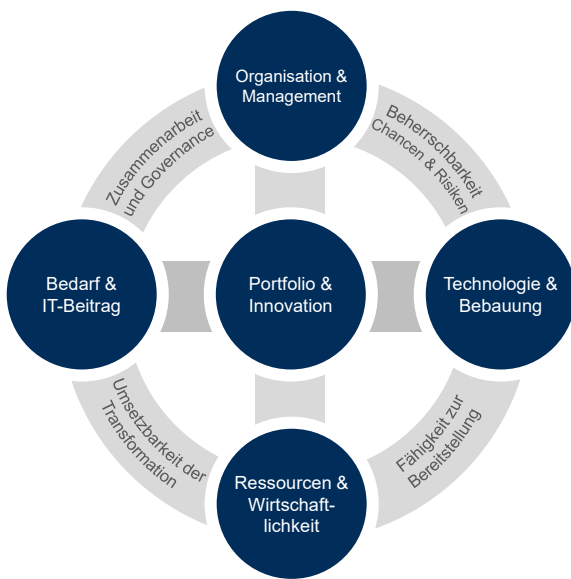 Organisation &
Management
Zusammenarbeit
und Governance
Beherrschbarkeit
Chancen & Risiken
Bedarf &
IT-Beitrag
Portfolio &
Innovation
Technologie &
Bebauung
Umsetzbarkeit der
Transformation
Fähigkeit zur
Bereitstellung
Ressourcen &
Wirtschaft-
lichkeit